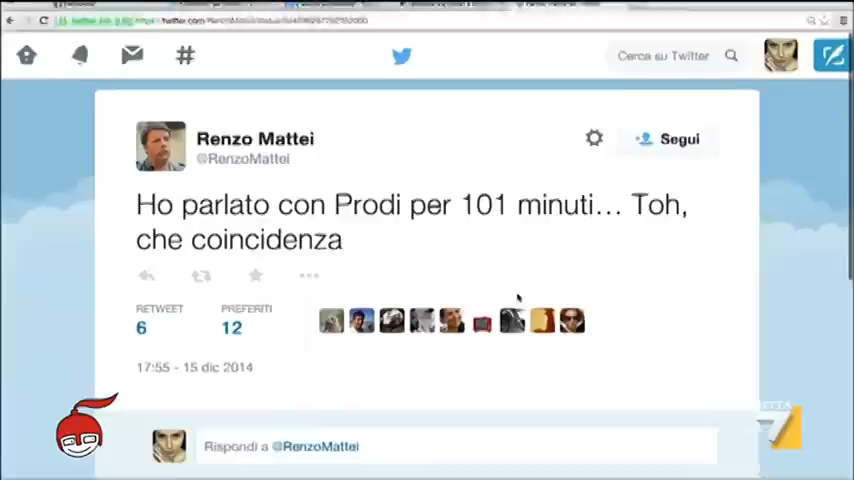 Cerca su Twitter
Renzo Mattei
@RenzoMattei
Segui
Ho parlato con Prodi per 101 minuti... Toh,
che coincidenza
RETWEET
6
PREFERITI
12
17:55 - 15 dic 2014
Rispondi a @RenzoMattei